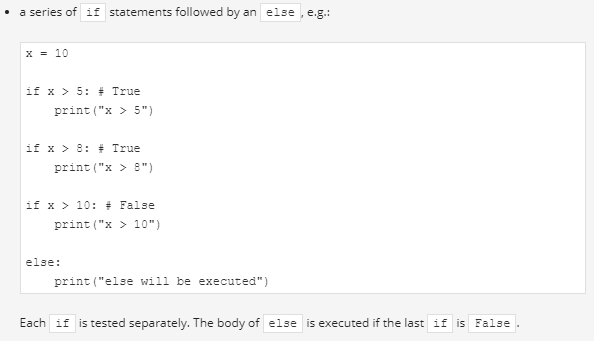 • a series of if statements followed by an else , e.g.:
x = 10
if x > 5: # True
    print("x > 5")
if x > 8: # True
    print("x > 8")
if x > 10: # False
    print("x > 10")
else:
    print("else will be executed")
Each if is tested separately. The body of else is executed if the last if is False .